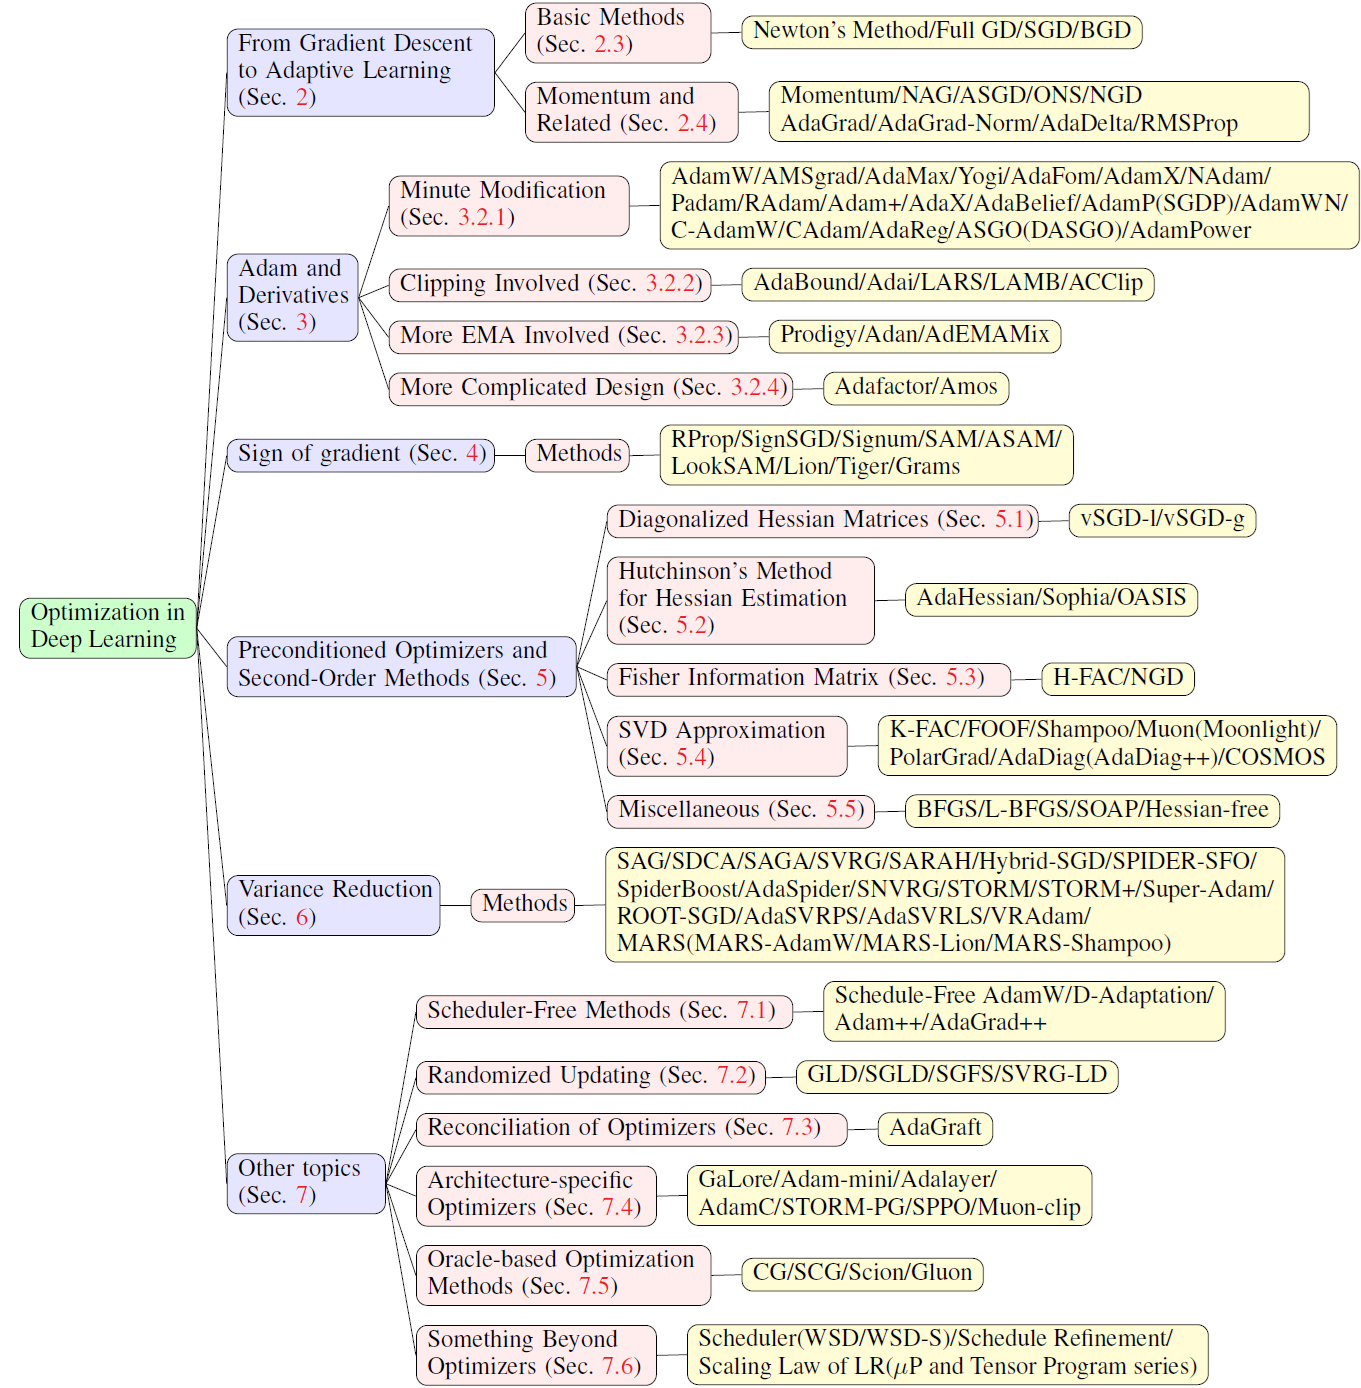 Optimization in
Deep Learning
From Gradient Descent
to Adaptive Learning
(Sec. 2)
Basic Methods
(Sec. 2.3)
Newton's Method/Full GD/SGD/BGD
Momentum and
Related (Sec. 2.4)
Momentum/NAG/ASGD/ONS/NGD
AdaGrad/AdaGrad-Norm/AdaDelta/RMSProp
Adam and
Derivatives
(Sec. 3)
Minute Modification
(Sec. 3.2.1)
AdamW/AMSgrad/AdaMax/Yogi/AdaFom/AdamX/NAdam/
Padam/RAdam/Adam+/AdaX/AdaBelief/AdamP(SGDP)/AdamWN/
C-AdamW/CAdam/AdaReg/ASGO(DASGO)/AdamPower
Clipping Involved (Sec. 3.2.2)
AdaBound/Adai/LARS/LAMB/ACClip
More EMA Involved (Sec. 3.2.3)
Prodigy/Adan/AdEMAMix
More Complicated Design (Sec. 3.2.4)
Adafactor/Amos
Sign of gradient (Sec. 4)
Methods
RProp/SignSGD/Signum/SAM/ASAM/
LookSAM/Lion/Tiger/Grams
Preconditioned Optimizers and
Second-Order Methods (Sec. 5)
Diagonalized Hessian Matrices (Sec. 5.1)
vSGD-l/vSGD-g
Hutchinson's Method
for Hessian Estimation
(Sec. 5.2)
AdaHessian/Sophia/OASIS
Fisher Information Matrix (Sec. 5.3)
H-FAC/NGD
SVD Approximation
(Sec. 5.4)
K-FAC/FOOF/Shampoo/Muon(Moonlight)/
PolarGrad/AdaDiag(AdaDiag++)/COSMOS
Miscellaneous (Sec. 5.5)
BFGS/L-BFGS/SOAP/Hessian-free
Variance Reduction
(Sec. 6)
Methods
SAG/SDCA/SAGA/SVRG/SARAH/Hybrid-SGD/SPIDER-SFO/
SpiderBoost/AdaSpider/SNVRG/STORM/STORM+/Super-Adam/
ROOT-SGD/AdaSVRPS/AdaSVRLS/VRAdam/
MARS(MARS-AdamW/MARS-Lion/MARS-Shampoo)
Other topics
(Sec. 7)
Scheduler-Free Methods (Sec. 7.1)
Schedule-Free AdamW/D-Adaptation/
Adam++/AdaGrad++
Randomized Updating (Sec. 7.2)
GLD/SGLD/SGFS/SVRG-LD
Reconciliation of Optimizers (Sec. 7.3)
AdaGraft
Architecture-specific
Optimizers (Sec. 7.4)
GaLore/Adam-mini/Adalayer/
AdamC/STORM-PG/SPPO/Muon-clip
Oracle-based Optimization
Methods (Sec. 7.5)
CG/SCG/Scion/Gluon
Something Beyond
Optimizers (Sec. 7.6)
Scheduler(WSD/WSD-S)/Schedule Refinement/
Scaling Law of LR(μP and Tensor Program series)